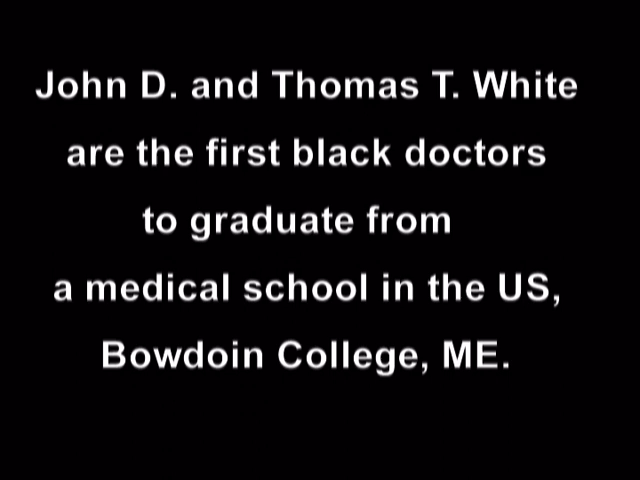 John D. and Thomas T. White
are the first black doctors
to graduate from
a medical school in the US,
Bowdoin College, ME.